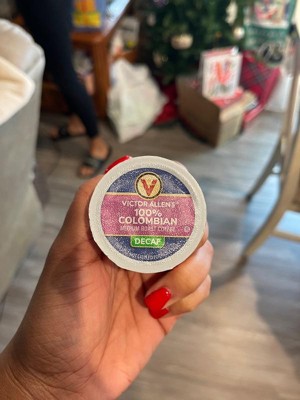 V
VICTOR ALLEN'S
100%
COLOMBIAN
MEDIUM ROAST COFFEE
DECAF